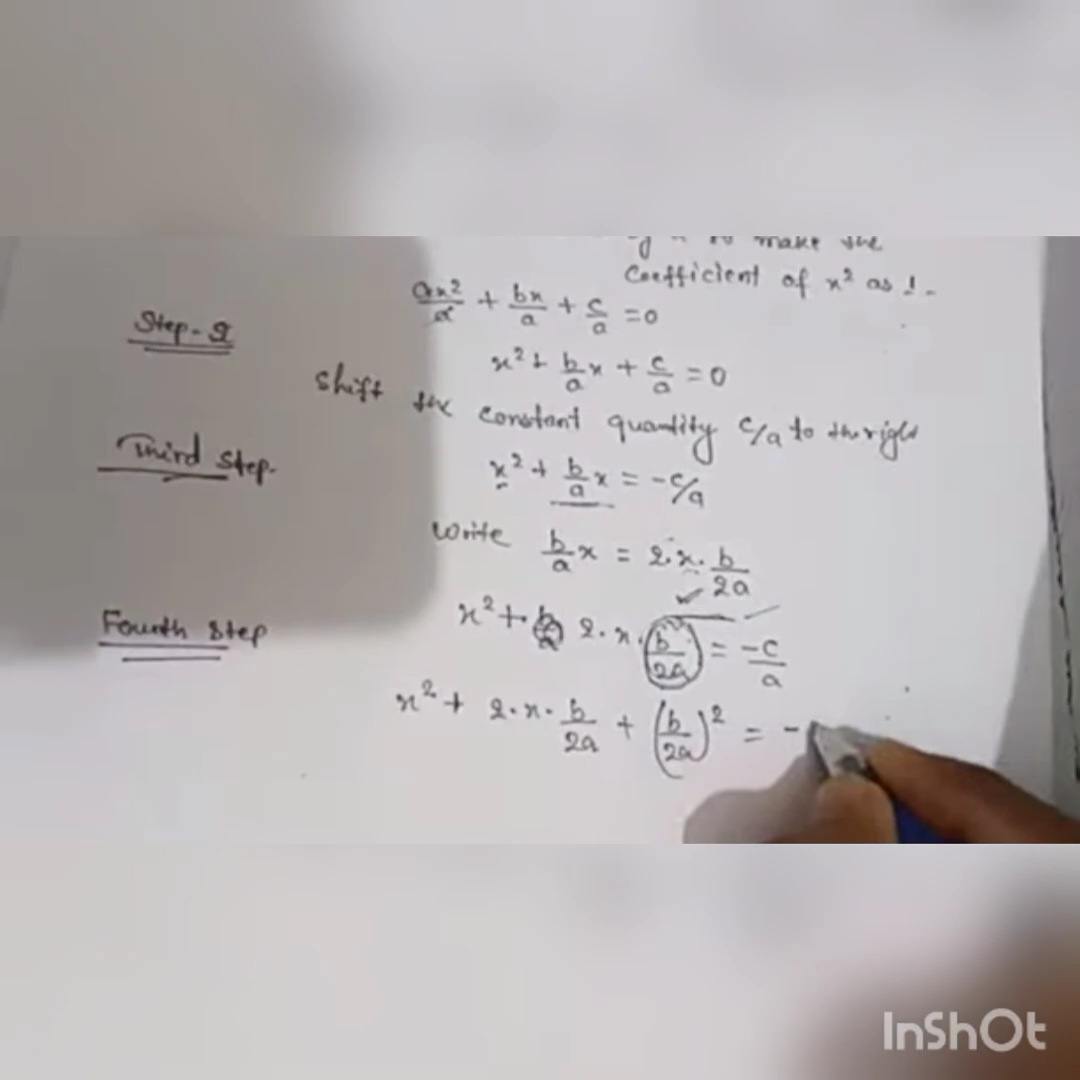 to make the
coefficient of x² as 1.
ax²/a + bx/a + c/a = 0
Step-2
x² + b/a x + c/a = 0
Shift the constant quantity c/a to the right
Third Step.
x² + b/a x = -c/a
Write b/a x = 2.x.b/2a
Fourth Step
x² + 2.x.b/2a = -c/a
x² + 2.x.b/2a + (b/2a)² = -
InShOt